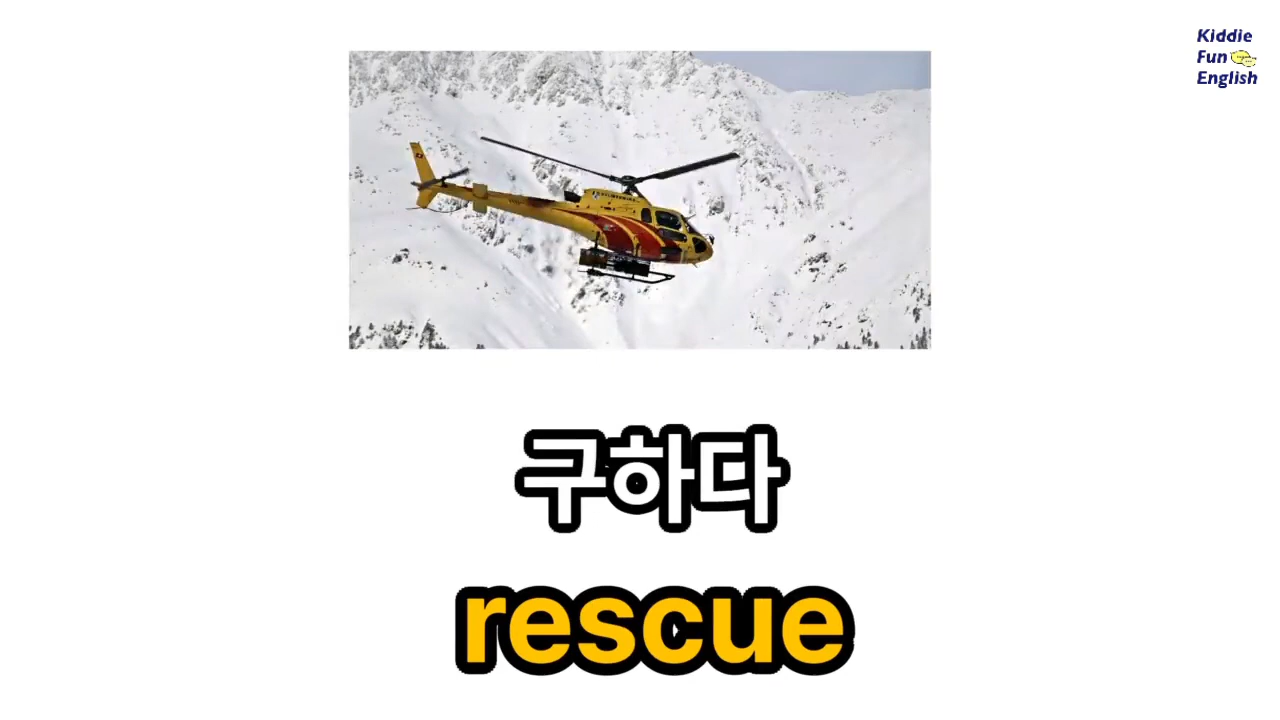 Kiddie
Fun
English
구하다
rescue